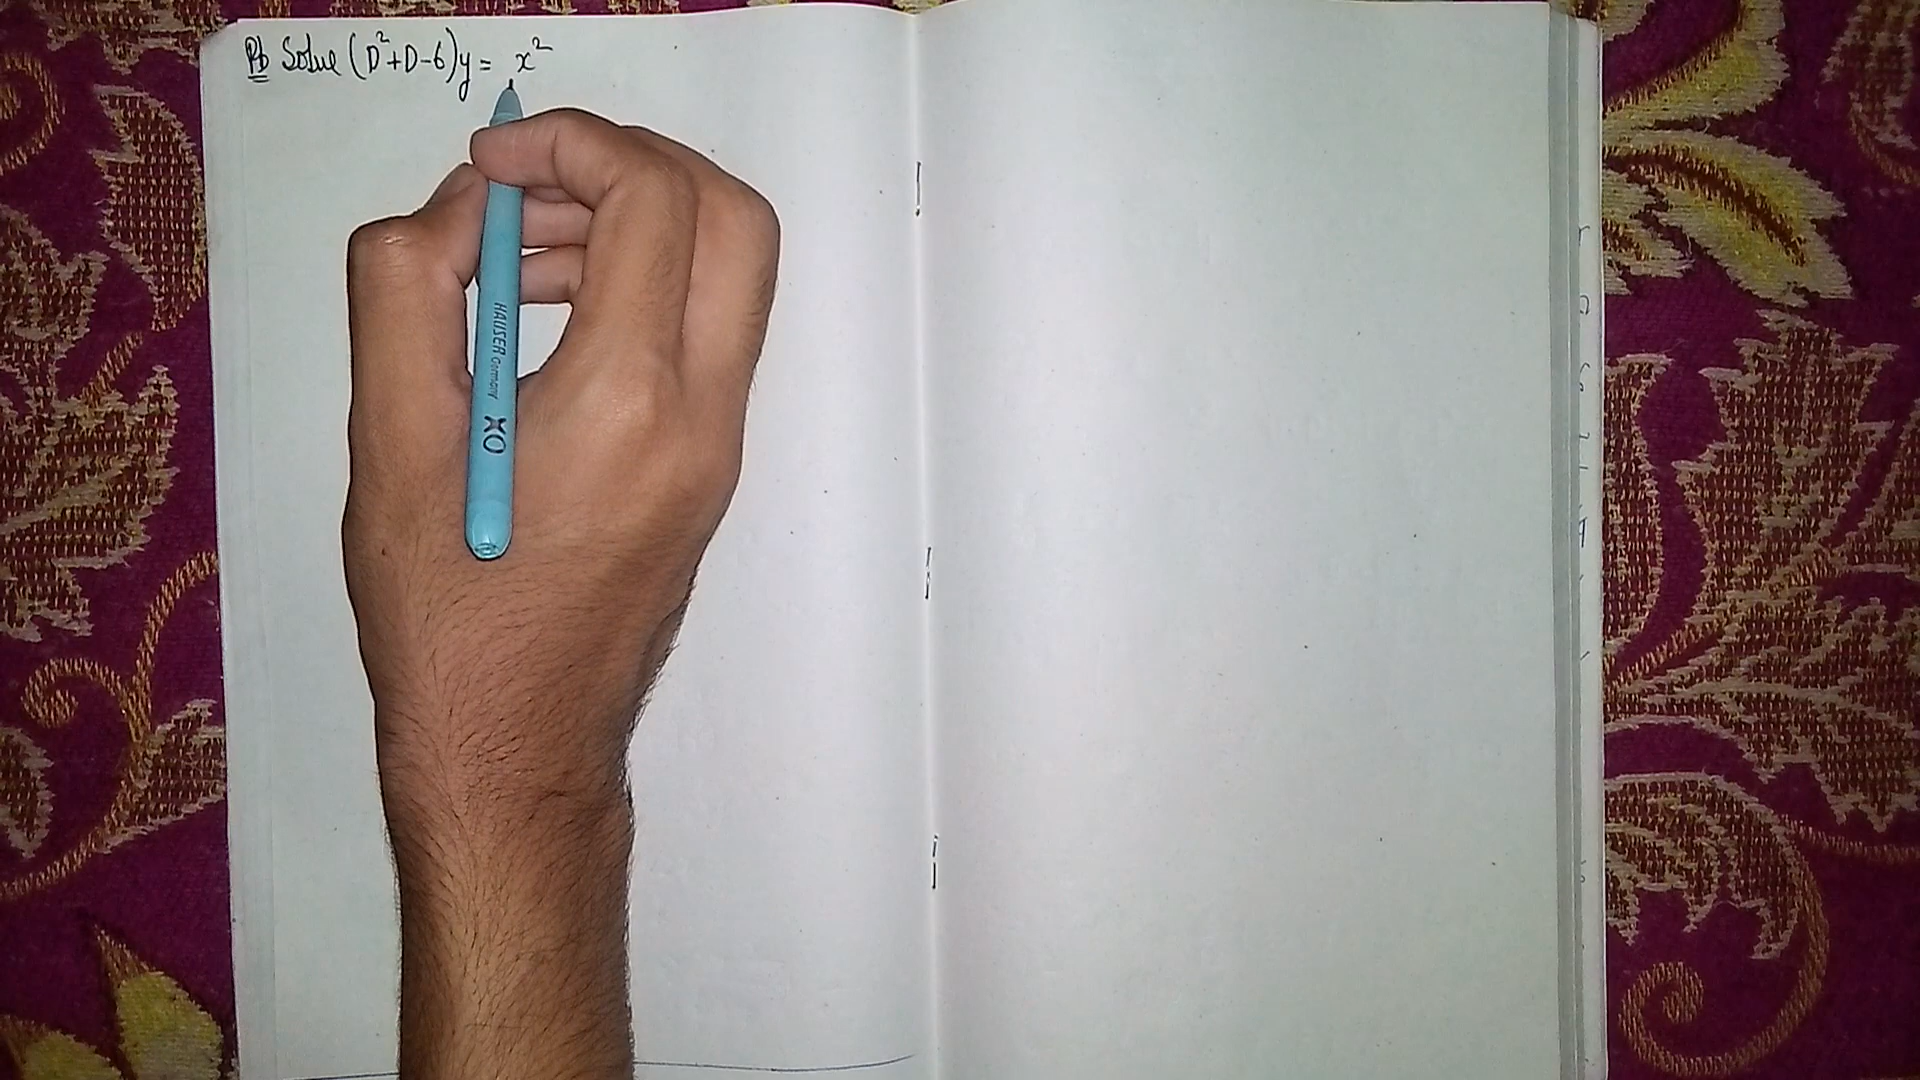 Pb Solve (D²+D-6)y = x²
HAUSER Germany XO